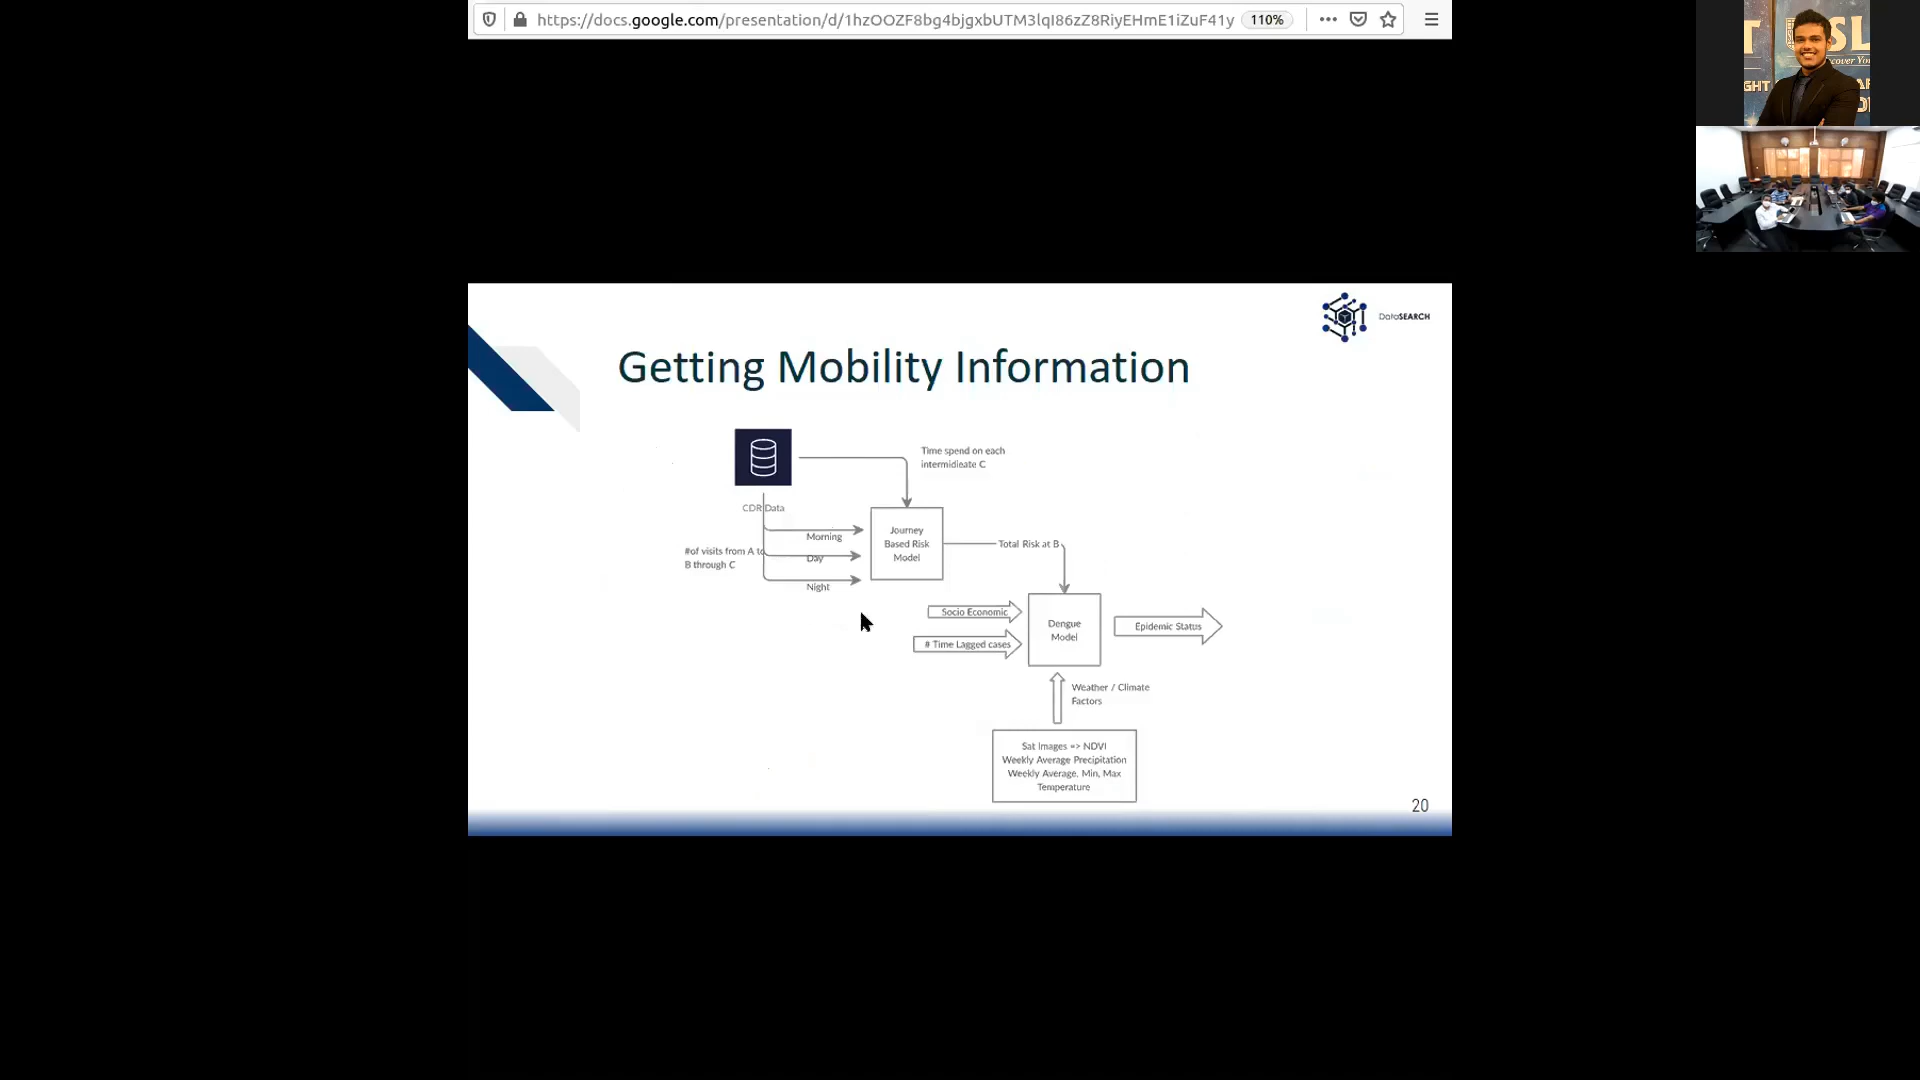 https://docs.google.com/presentation/d/1hzOOZF8bg4bjgxbUTM3lqI86zZ8RiyEHmE1iZuF41y
110%
DataSEARCH
Getting Mobility Information
Time spend on each
intermidieate C
CDR Data
Morning
Day
Night
#of visits from A to
B through C
Journey
Based Risk
Model
Total Risk at B
Socio Economic
# Time Lagged cases
Dengue
Model
Epidemic Status
Weather / Climate
Factors
Sat Images => NDVI
Weekly Average Precipitation
Weekly Average, Min, Max
Temperature
20
SL